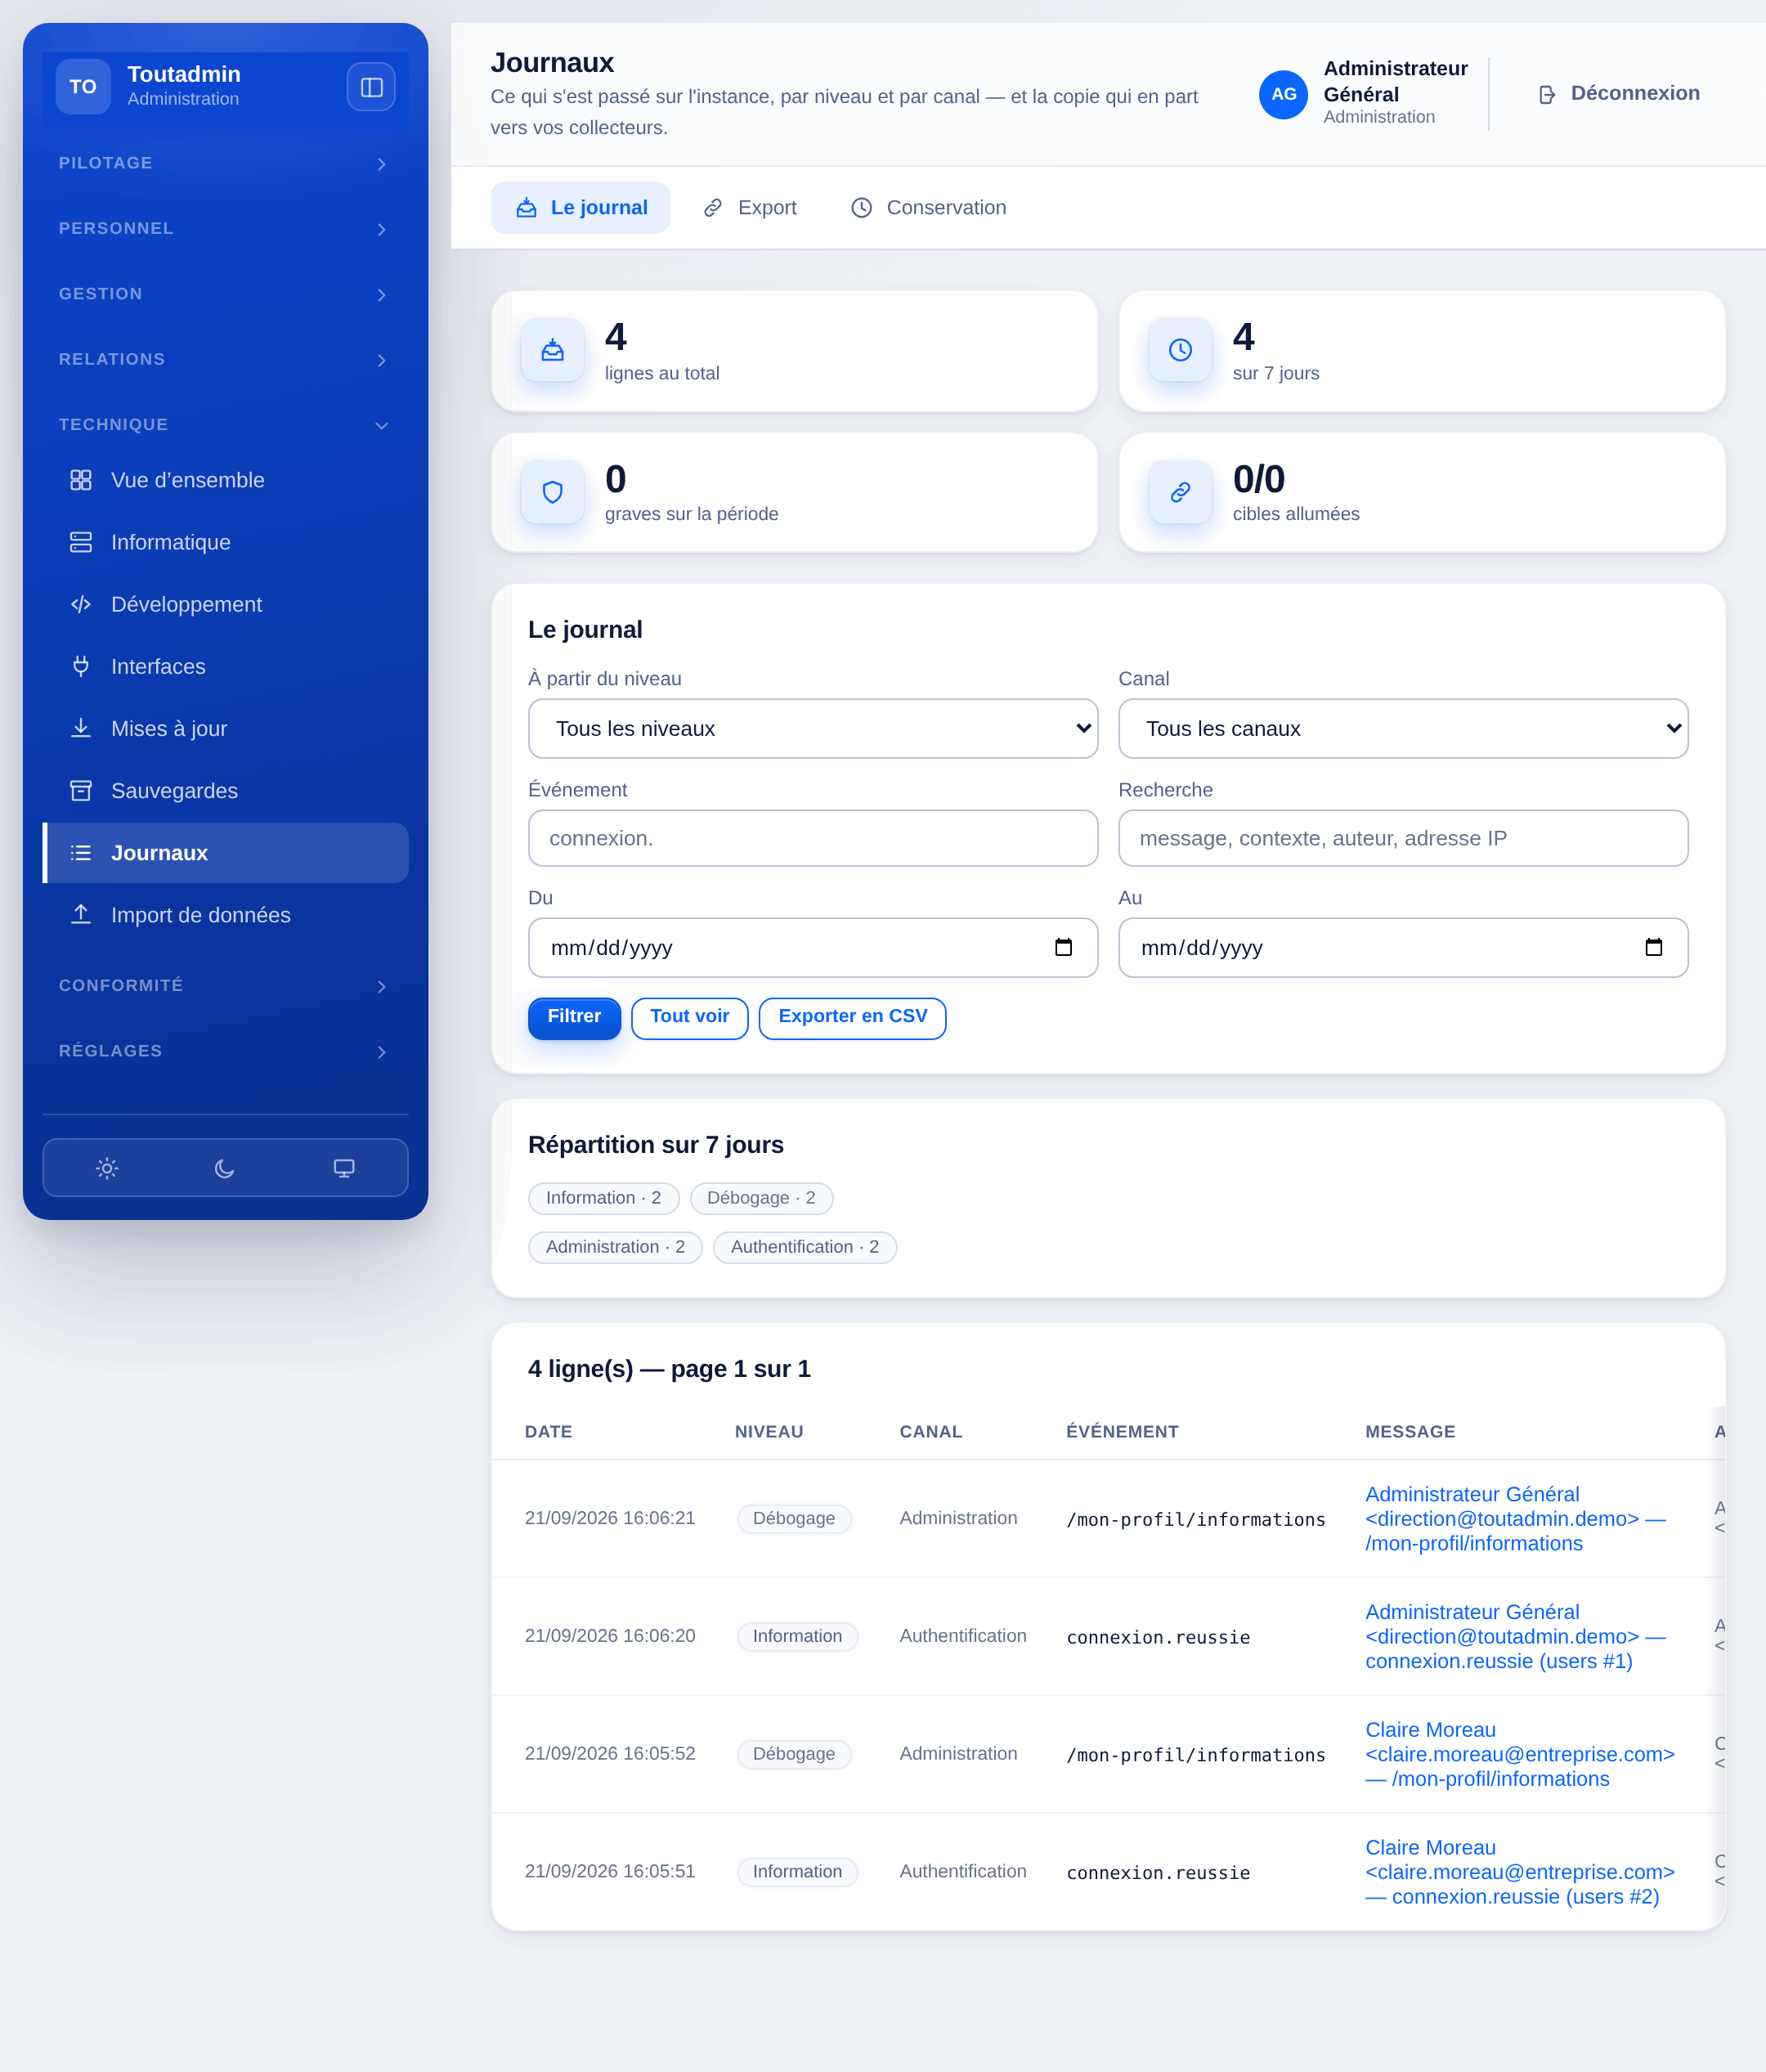 TO
Toutadmin
Administration
PILOTAGE
PERSONNEL
GESTION
RELATIONS
TECHNIQUE
Vue d’ensemble
Informatique
Développement
Interfaces
Mises à jour
Sauvegardes
Journaux
Import de données
CONFORMITÉ
RÉGLAGES
Journaux
Ce qui s'est passé sur l'instance, par niveau et par canal — et la copie qui en part
vers vos collecteurs.
AG
Administrateur
Général
Administration
Déconnexion
Le journal
Export
Conservation
4
lignes au total
4
sur 7 jours
0
graves sur la période
0/0
cibles allumées
Le journal
À partir du niveau
Canal
Tous les niveaux
Tous les canaux
Événement
Recherche
connexion.
message, contexte, auteur, adresse IP
Du
Au
mm/dd/yyyy
mm/dd/yyyy
Filtrer
Tout voir
Exporter en CSV
Répartition sur 7 jours
Information · 2
Débogage · 2
Administration · 2
Authentification · 2
4 ligne(s) — page 1 sur 1
DATE NIVEAU CANAL ÉVÉNEMENT MESSAGE
21/09/2026 16:06:21 Débogage Administration /mon-profil/informations
Administrateur Général
<direction@toutadmin.demo> —
/mon-profil/informations
21/09/2026 16:06:20 Information Authentification connexion.reussie
Administrateur Général
<direction@toutadmin.demo> —
connexion.reussie (users #1)
21/09/2026 16:05:52 Débogage Administration /mon-profil/informations
Claire Moreau
<claire.moreau@entreprise.com>
— /mon-profil/informations
21/09/2026 16:05:51 Information Authentification connexion.reussie
Claire Moreau
<claire.moreau@entreprise.com>
— connexion.reussie (users #2)